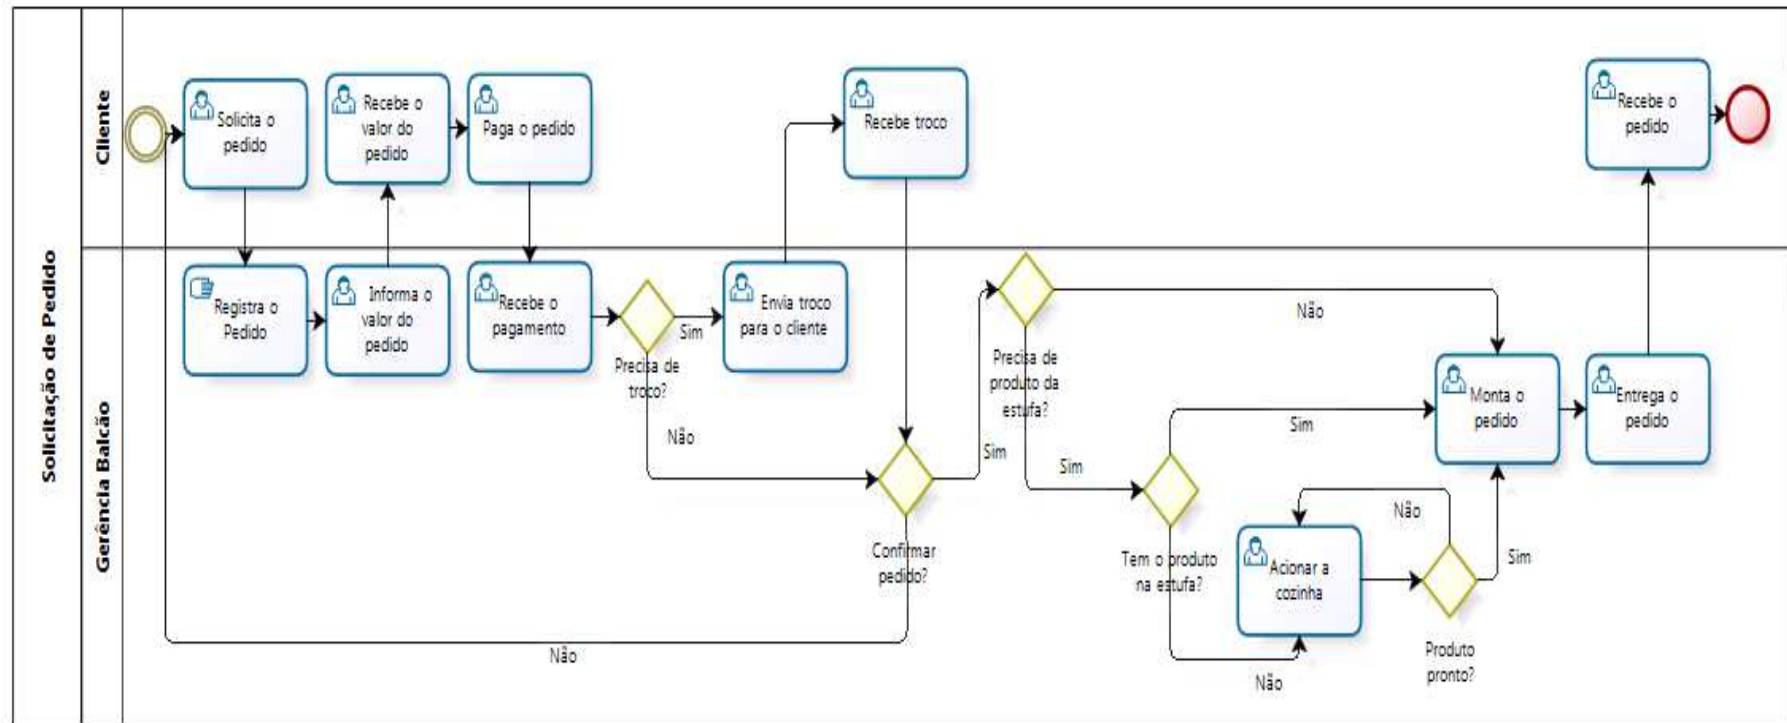 Solicitação de Pedido
Cliente
Solicita o
pedido
Recebe o
valor do
pedido
Paga o pedido
Recebe troco
Recebe o
pedido
Gerência Balcão
Registra o
Pedido
Informa o
valor do
pedido
Recebe o
pagamento
Precisa de
troco?
Sim
Não
Envia troco
para o cliente
Confirmar
pedido?
Sim
Não
Precisa de
produto da
estufa?
Não
Sim
Tem o produto
na estufa?
Sim
Não
Acionar a
cozinha
Não
Produto
pronto?
Sim
Monta o
pedido
Entrega o
pedido